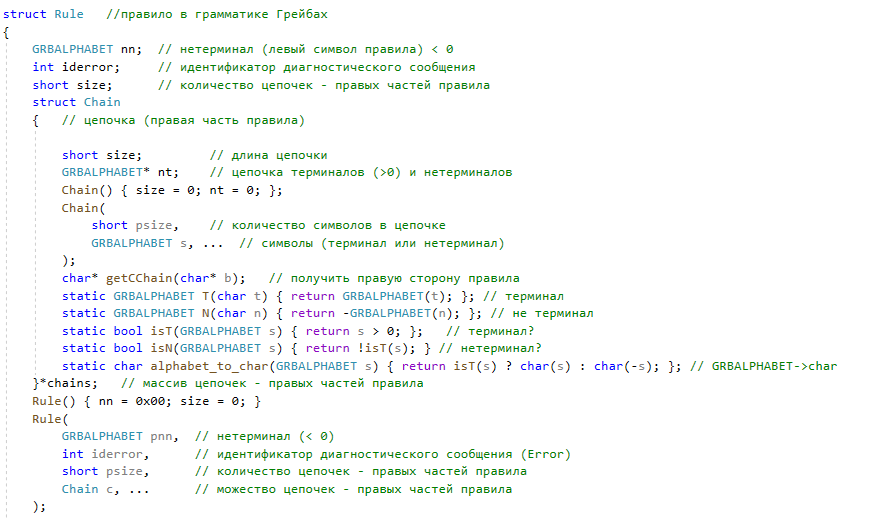 struct Rule //правило в грамматике Грейбах
{
GRBALPHABET nn; // нетерминал (левый символ правила) < 0
int iderror; // идентификатор диагностического сообщения
short size; // количество цепочек - правых частей правила
struct Chain
{ // цепочка (правая часть правила)
short size; // длина цепочки
GRBALPHABET* nt; // цепочка терминалов (>0) и нетерминалов
Chain() { size = 0; nt = 0; };
Chain(
short psize, // количество символов в цепочке
GRBALPHABET s, ... // символы (терминал или нетерминал)
);
char* getCChain(char* b); // получить правую сторону правила
static GRBALPHABET T(char t) { return GRBALPHABET(t); }; // терминал
static GRBALPHABET N(char n) { return -GRBALPHABET(n); }; // не терминал
static bool isT(GRBALPHABET s) { return s > 0; }; // терминал?
static bool isN(GRBALPHABET s) { return !isT(s); } // нетерминал?
static char alphabet_to_char(GRBALPHABET s) { return isT(s) ? char(s) : char(-s); }; // GRBALPHABET->char
}*chains; // массив цепочек - правых частей правила
Rule() { nn = 0x00; size = 0; }
Rule(
GRBALPHABET pnn, // нетерминал (< 0)
int iderror, // идентификатор диагностического сообщения (Error)
short psize, // количество цепочек - правых частей правила
Chain c, ... // можество цепочек - правых частей правила
);